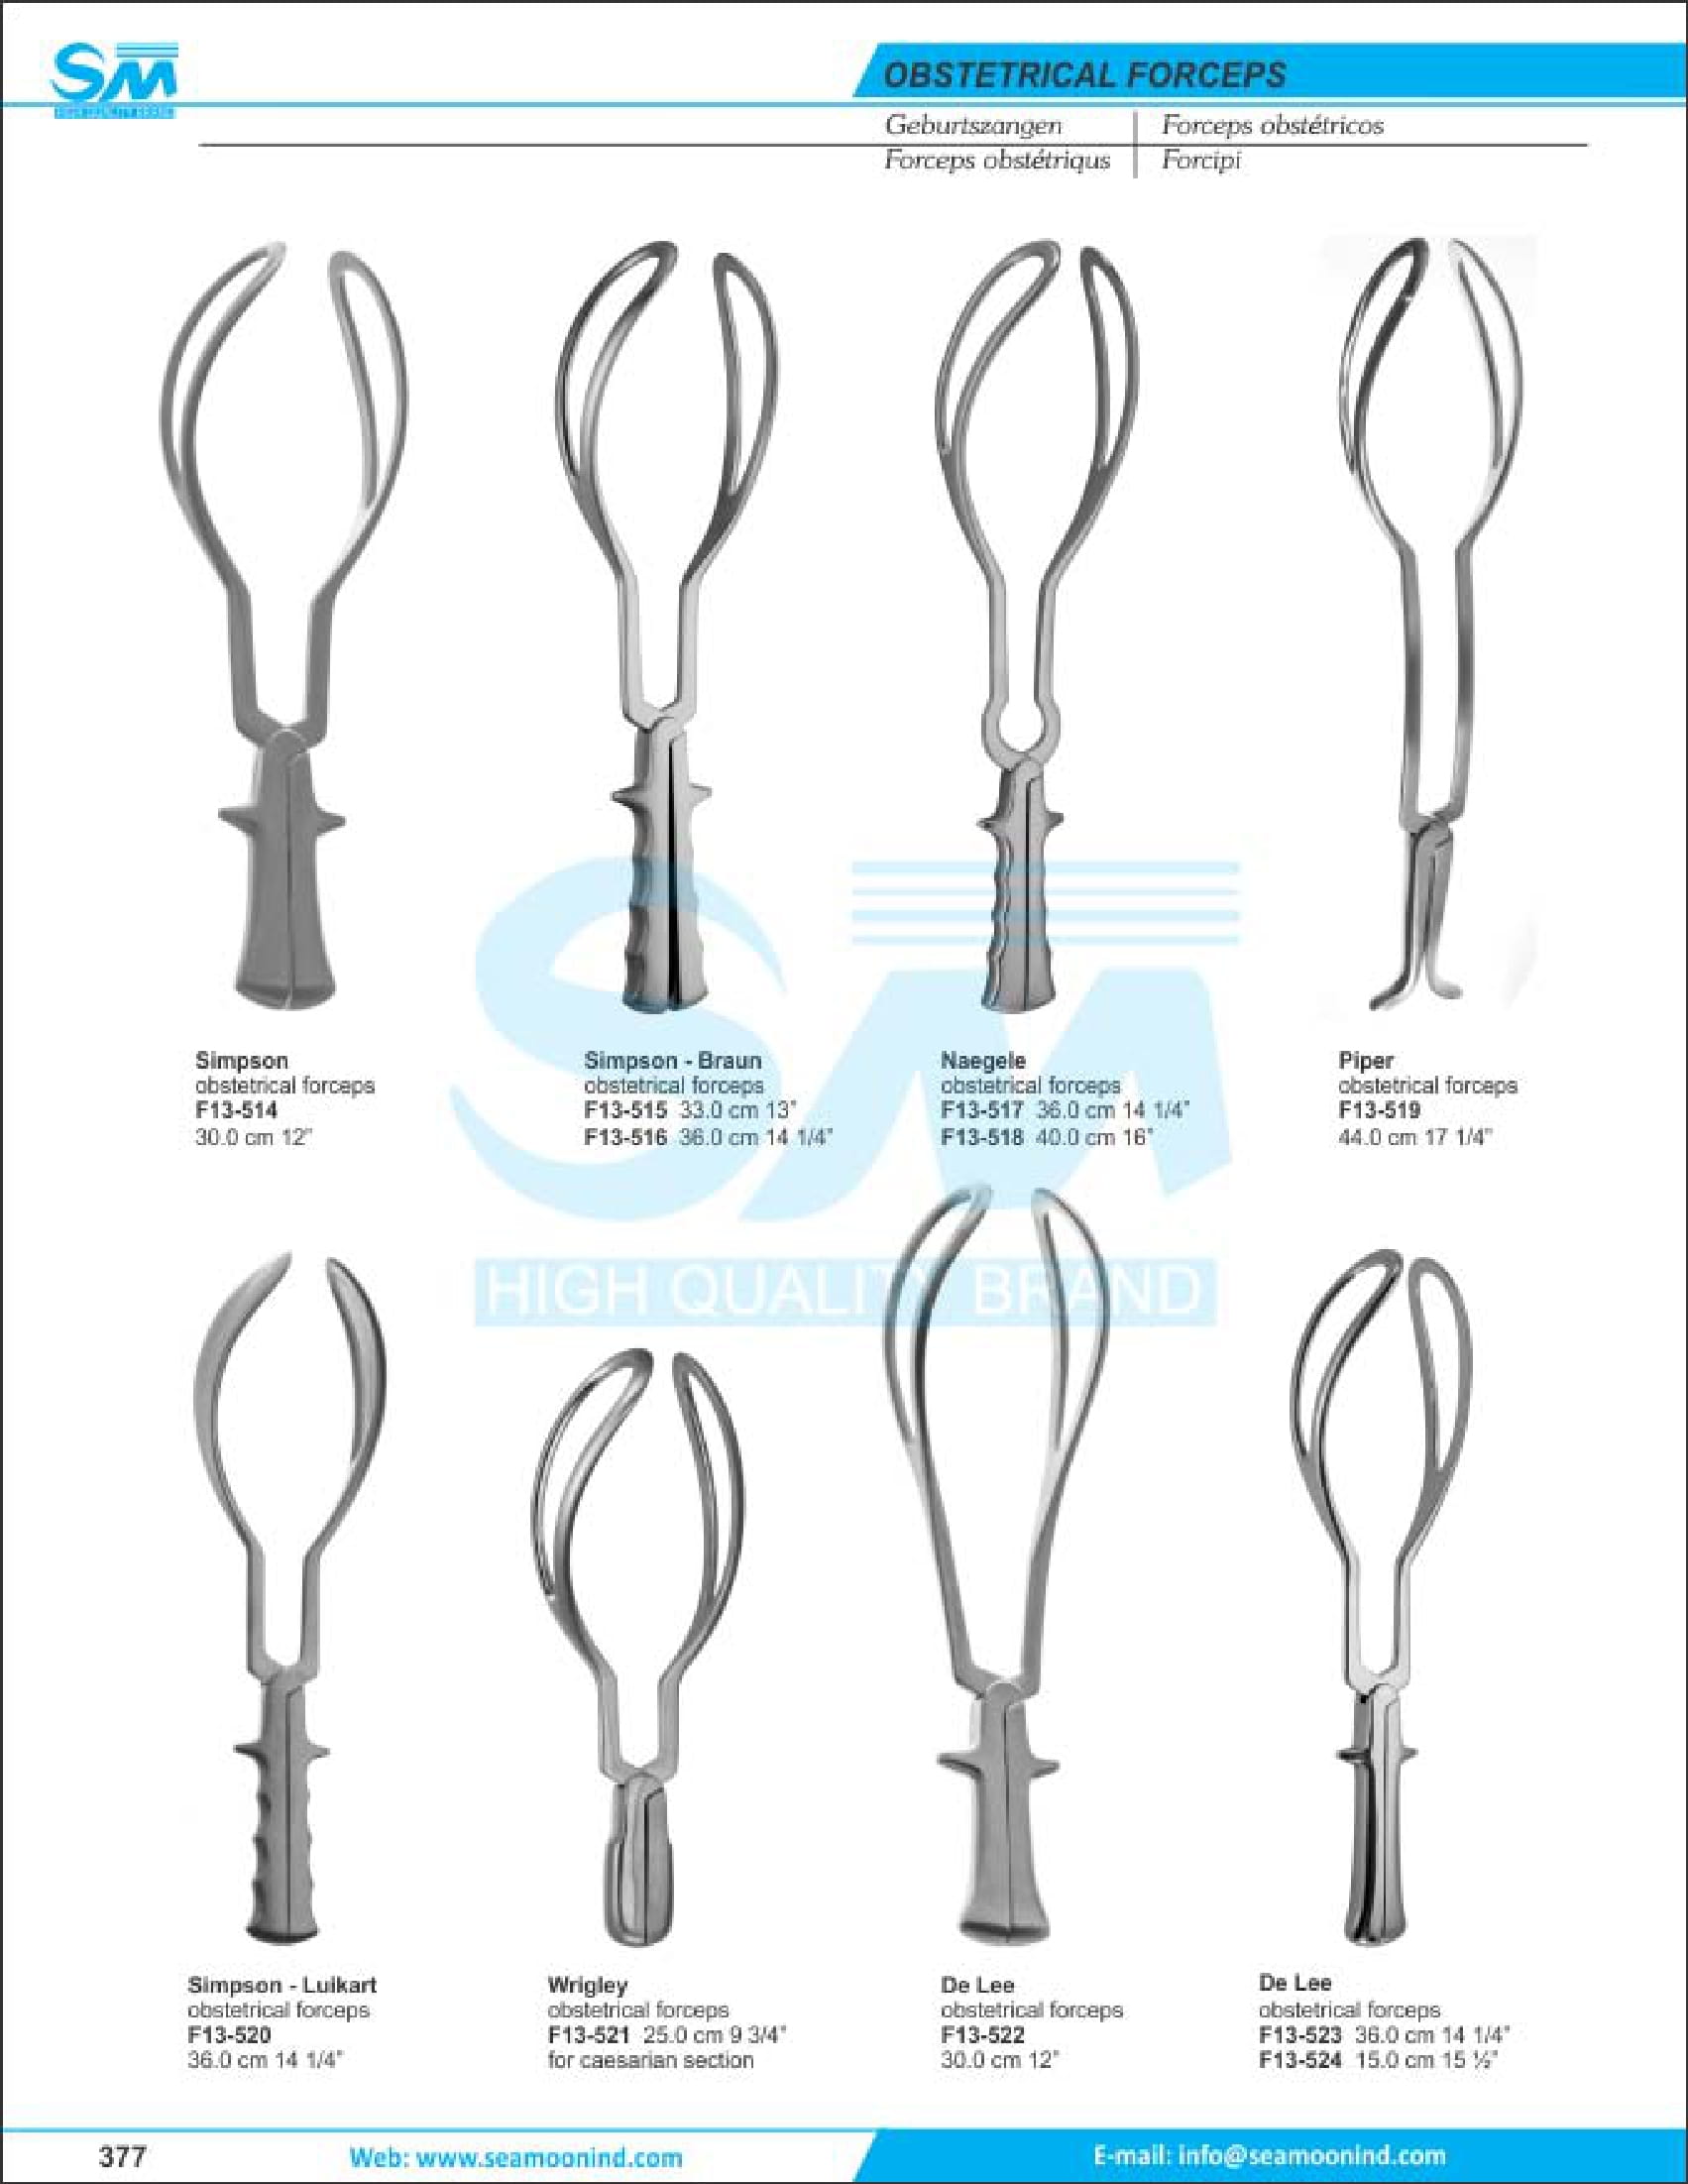 SM
OBSTETRICAL FORCEPS
Geburtszangen
Forceps obstétricos
Forceps obstétriqus
Forcipi
Simpson
obstetrical forceps
F13-514
30.0 cm 12"
Simpson - Braun
obstetrical forceps
F13-515 33.0 cm 13"
F13-516 36.0 cm 14 1/4"
Naegele
obstetrical forceps
F13-517 36.0 cm 14 1/4"
F13-518 40.0 cm 16"
Piper
obstetrical forceps
F13-519
44.0 cm 17 1/4"
SM
HIGH QUALITY BRAND
Simpson - Luikart
obstetrical forceps
F13-520
36.0 cm 14 1/4"
Wrigley
obstetrical forceps
F13-521 25.0 cm 9 3/4"
for caesarian section
De Lee
obstetrical forceps
F13-522
30.0 cm 12"
De Lee
obstetrical forceps
F13-523 36.0 cm 14 1/4"
F13-524 15.0 cm 15 ½"
377
Web: www.seamoonind.com
E-mail: info@seamoonind.com